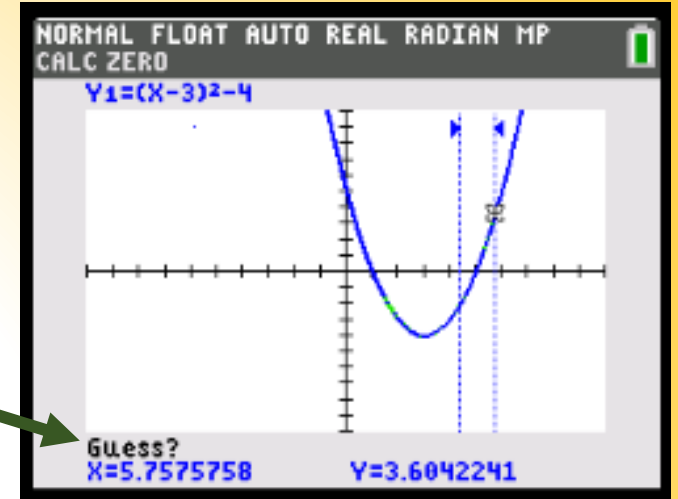 NORMAL FLOAT AUTO REAL RADIAN MP
CALC ZERO
Y1=(X-3)²-4
Guess?
X=5.7575758 Y=3.6042241